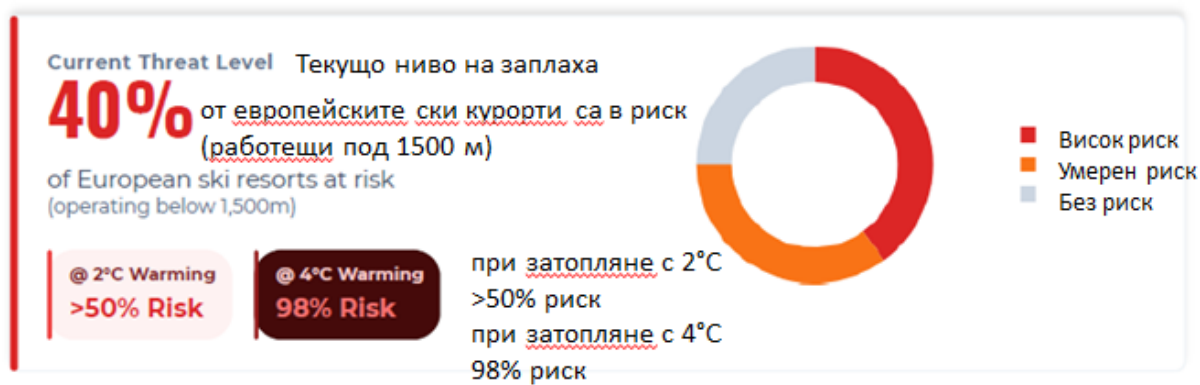 Current Threat Level Текущо ниво на заплаха
40% от европейските ски курорти са в риск
(работещи под 1500 м)
of European ski resorts at risk
(operating below 1,500m)
Висок риск
Умерен риск
Без риск
@ 2°C Warming
>50% Risk
@ 4°C Warming
98% Risk
при затопляне с 2°C
>50% риск
при затопляне с 4°C
98% риск